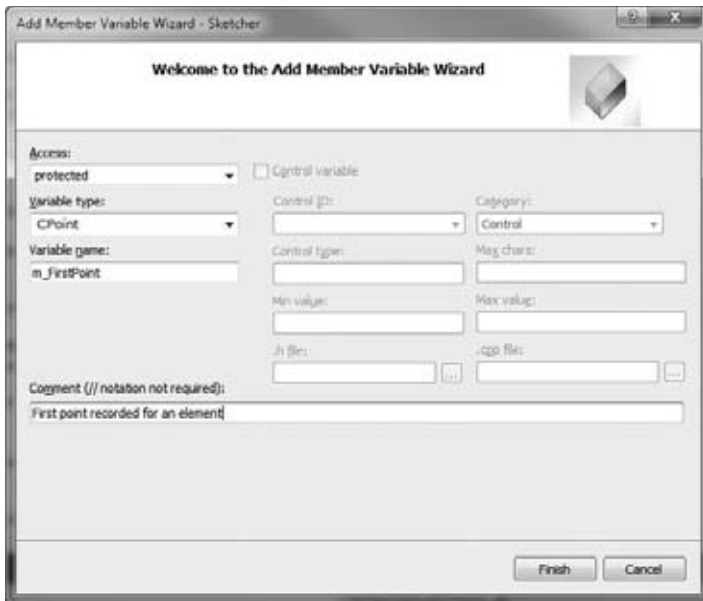 Add Member Variable Wizard - Sketcher
Welcome to the Add Member Variable Wizard
Access:
protected
Control variable
Variable type:
CPoint
Control ID:
Category:
Control
Variable name:
m_FirstPoint
Control type:
Max chars:
Min value:
Max value:
.h file:
...
.cpp file:
...
Comment (// notation not required):
First point recorded for an element
Finish
Cancel